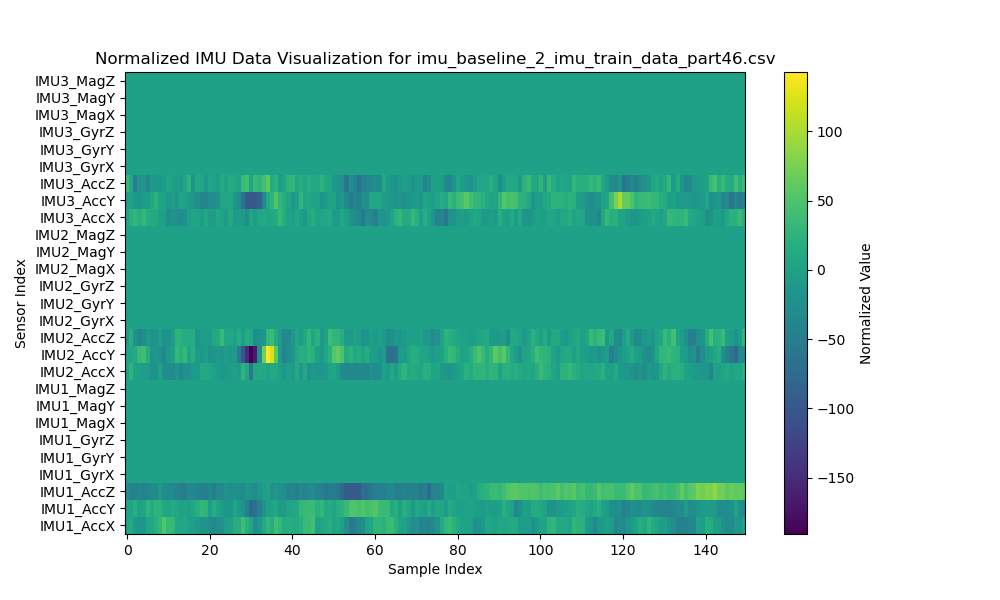 Normalized IMU Data Visualization for imu_baseline_2_imu_train_data_part46.csv
IMU3_MagZ
IMU3_MagY
IMU3_MagX
IMU3_GyrZ
IMU3_GyrY
IMU3_GyrX
IMU3_AccZ
IMU3_AccY
IMU3_AccX
IMU2_MagZ
IMU2_MagY
IMU2_MagX
IMU2_GyrZ
IMU2_GyrY
IMU2_GyrX
IMU2_AccZ
IMU2_AccY
IMU2_AccX
IMU1_MagZ
IMU1_MagY
IMU1_MagX
IMU1_GyrZ
IMU1_GyrY
IMU1_GyrX
IMU1_AccZ
IMU1_AccY
IMU1_AccX
Sensor Index
0 20 40 60 80 100 120 140
Sample Index
100
50
0
−50
−100
−150
Normalized Value